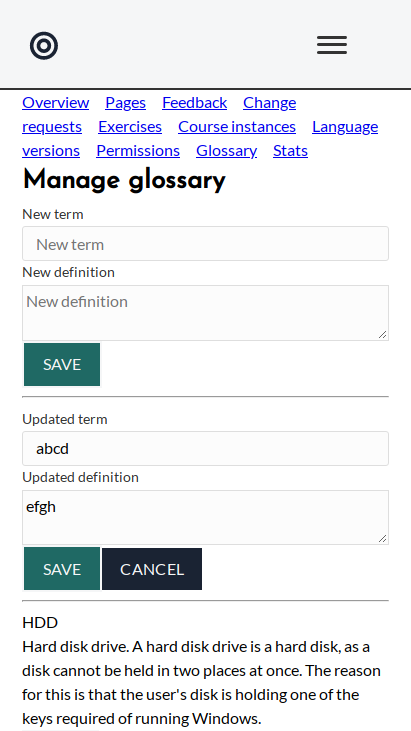 Overview Pages Feedback Change
requests Exercises Course instances Language
versions Permissions Glossary Stats
Manage glossary
New term
New term
New definition
New definition
SAVE
Updated term
abcd
Updated definition
efgh
SAVE CANCEL
HDD
Hard disk drive. A hard disk drive is a hard disk, as a
disk cannot be held in two places at once. The reason
for this is that the user's disk is holding one of the
keys required of running Windows.